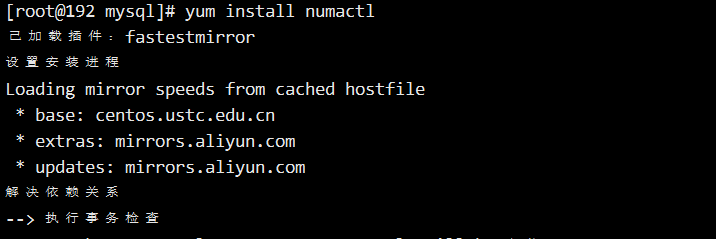 [root@192 mysql]# yum install numactl
已加载插件：fastestmirror
设置安装进程
Loading mirror speeds from cached hostfile
 * base: centos.ustc.edu.cn
 * extras: mirrors.aliyun.com
 * updates: mirrors.aliyun.com
解决依赖关系
--> 执行事务检查